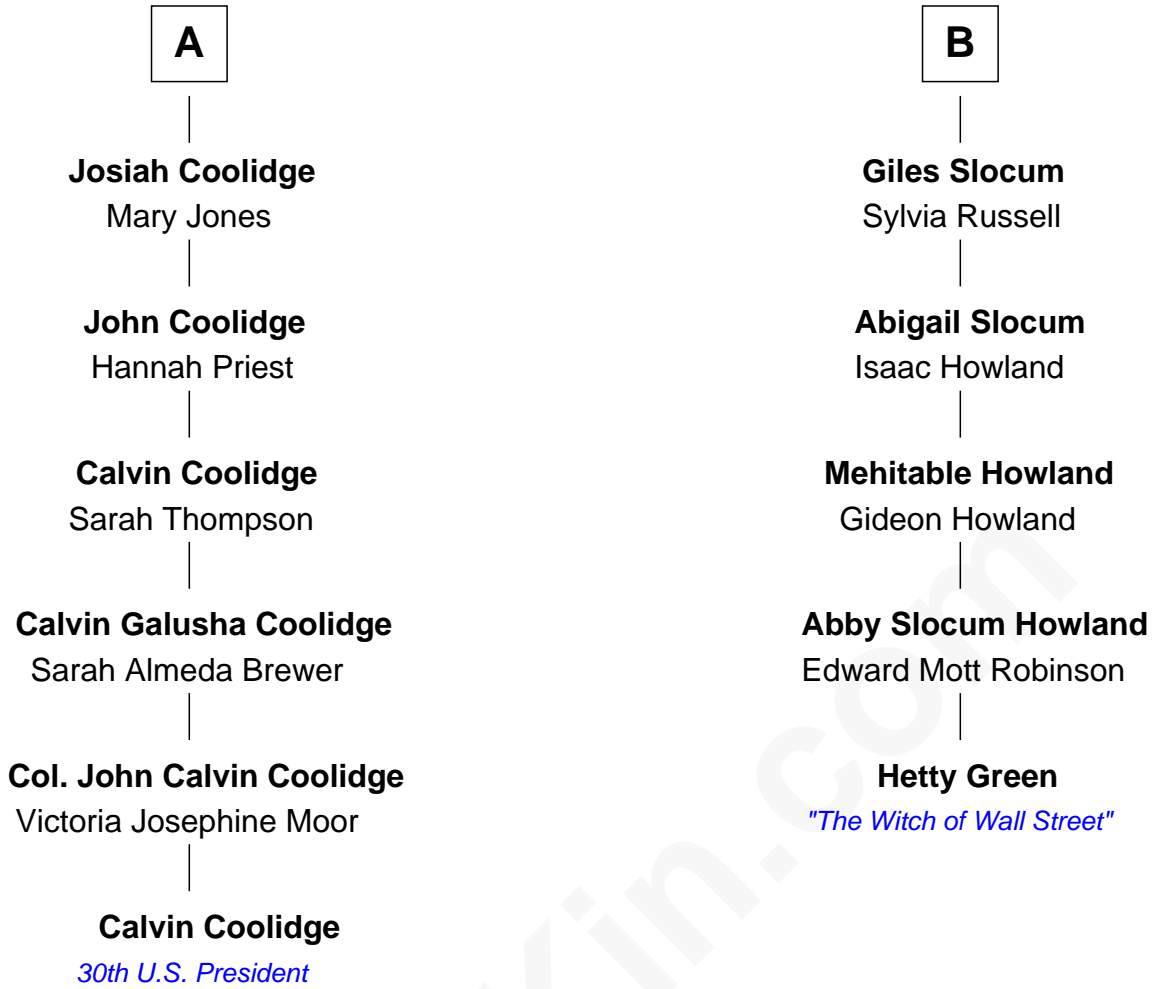 A
Josiah Coolidge
Mary Jones
John Coolidge
Hannah Priest
Calvin Coolidge
Sarah Thompson
Calvin Galusha Coolidge
Sarah Almeda Brewer
Col. John Calvin Coolidge
Victoria Josephine Moor
Calvin Coolidge
30th U.S. President
B
Giles Slocum
Sylvia Russell
Abigail Slocum
Isaac Howland
Mehitable Howland
Gideon Howland
Abby Slocum Howland
Edward Mott Robinson
Hetty Green
"The Witch of Wall Street"
Kin.com